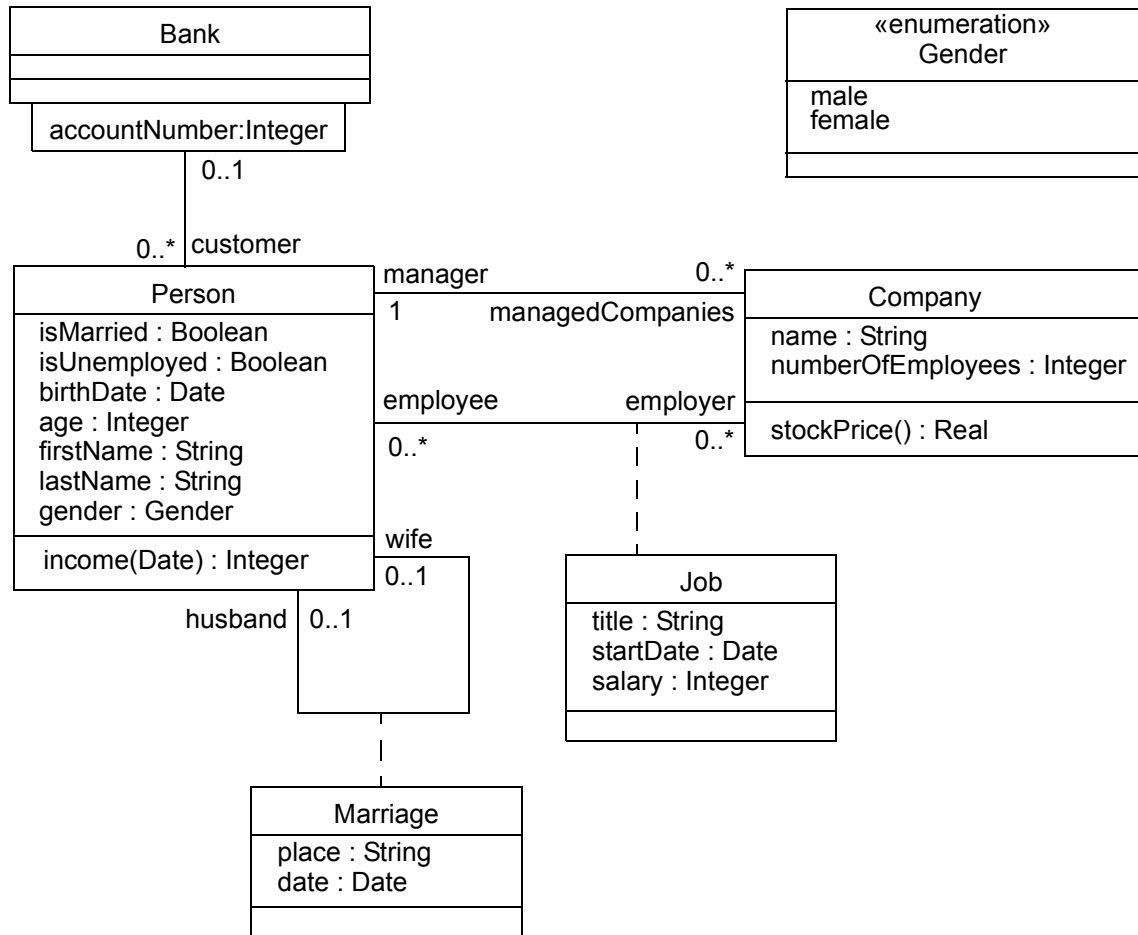 Bank
accountNumber:Integer
0..1
0..* customer
«enumeration»
Gender
male
female
Person
isMarried : Boolean
isUnemployed : Boolean
birthDate : Date
age : Integer
firstName : String
lastName : String
gender : Gender
income(Date) : Integer
manager 0..*
1 managedCompanies
employee employer
0..* 0..*
Company
name : String
numberOfEmployees : Integer
stockPrice() : Real
wife
0..1
husband 0..1
Job
title : String
startDate : Date
salary : Integer
Marriage
place : String
date : Date